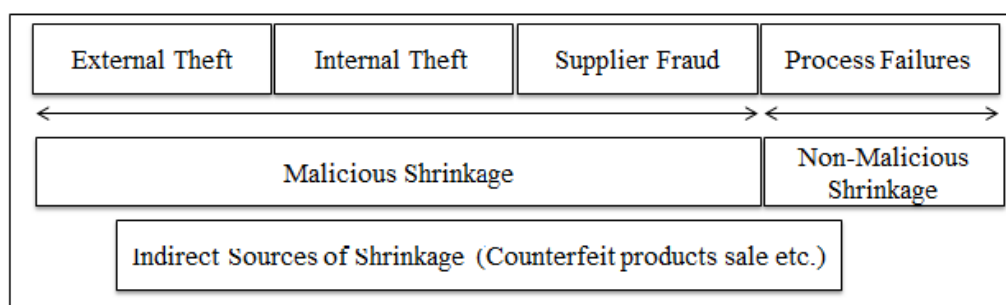 External Theft
Internal Theft
Supplier Fraud
Process Failures
Malicious Shrinkage
Non-Malicious
Shrinkage
Indirect Sources of Shrinkage (Counterfeit products sale etc.)